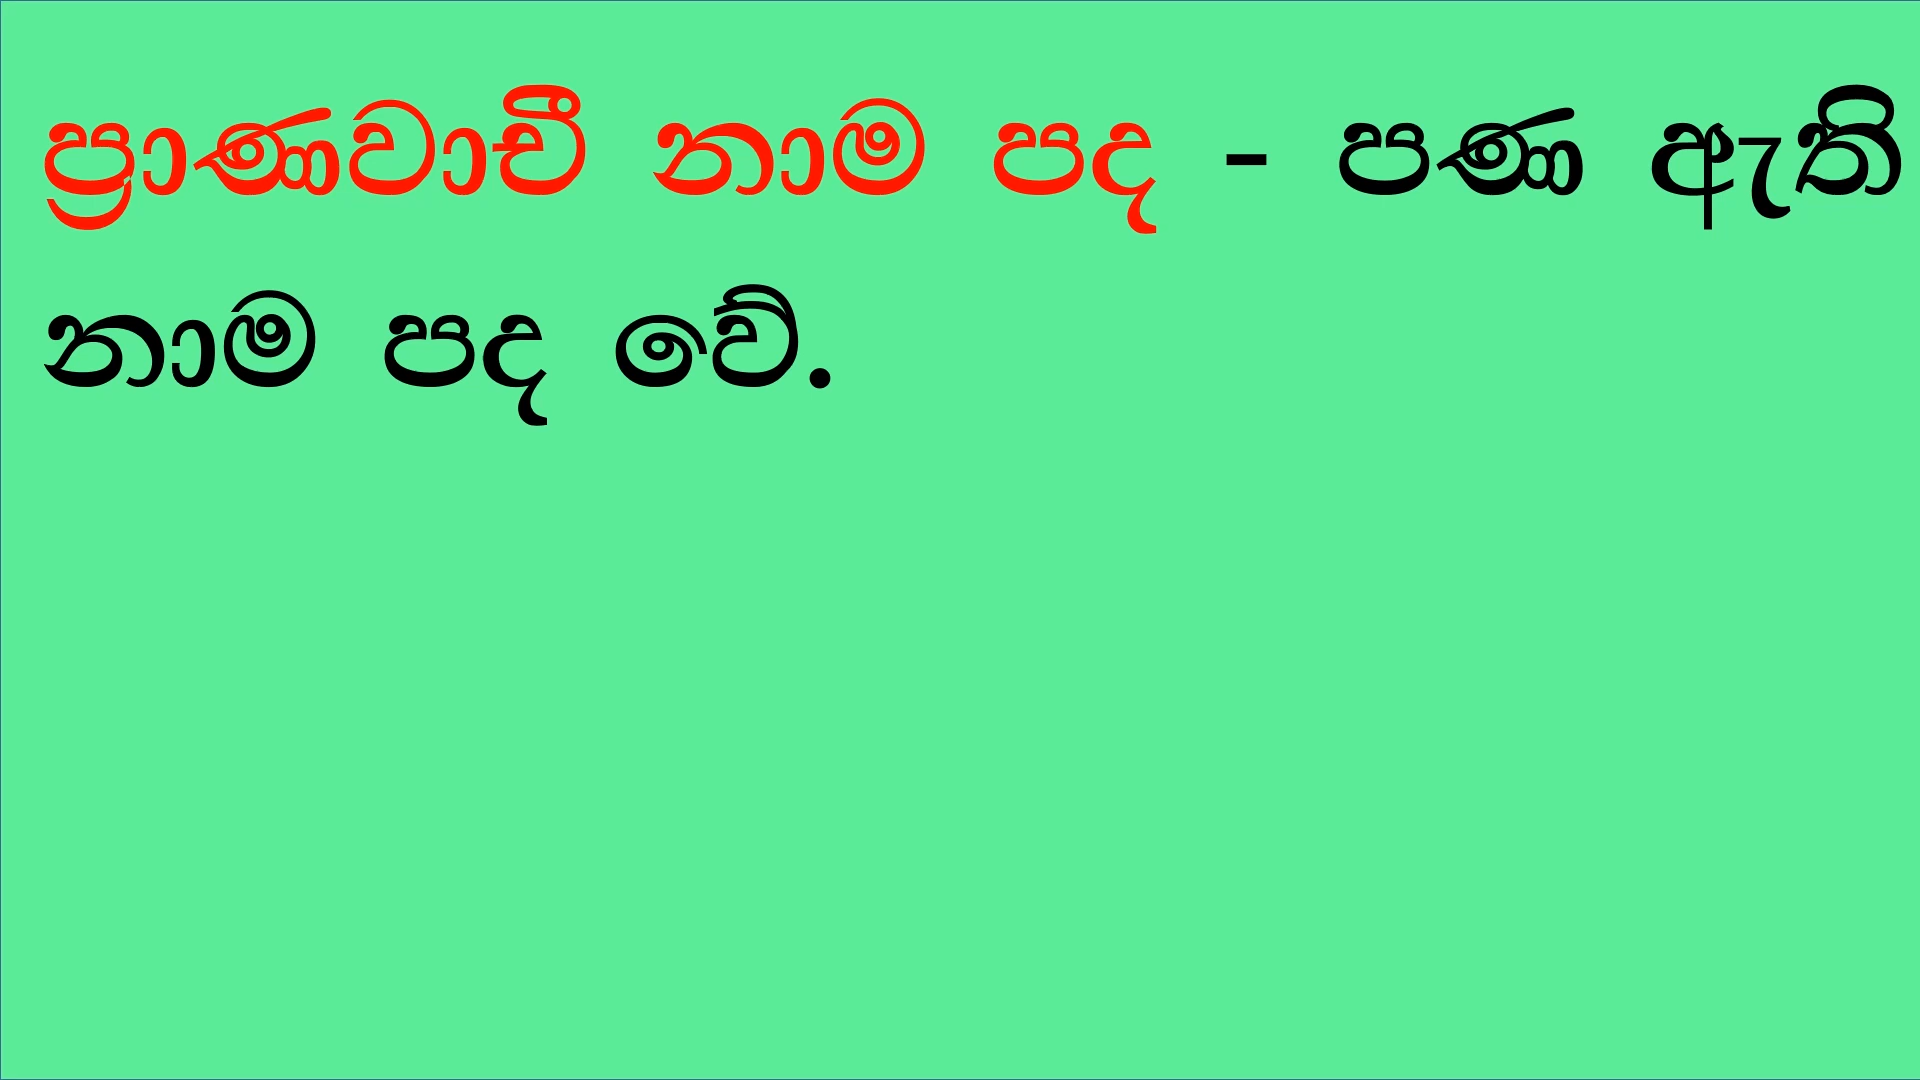 ප්‍රාණවාචී නාම පද - පණ ඇති
නාම පද වේ.